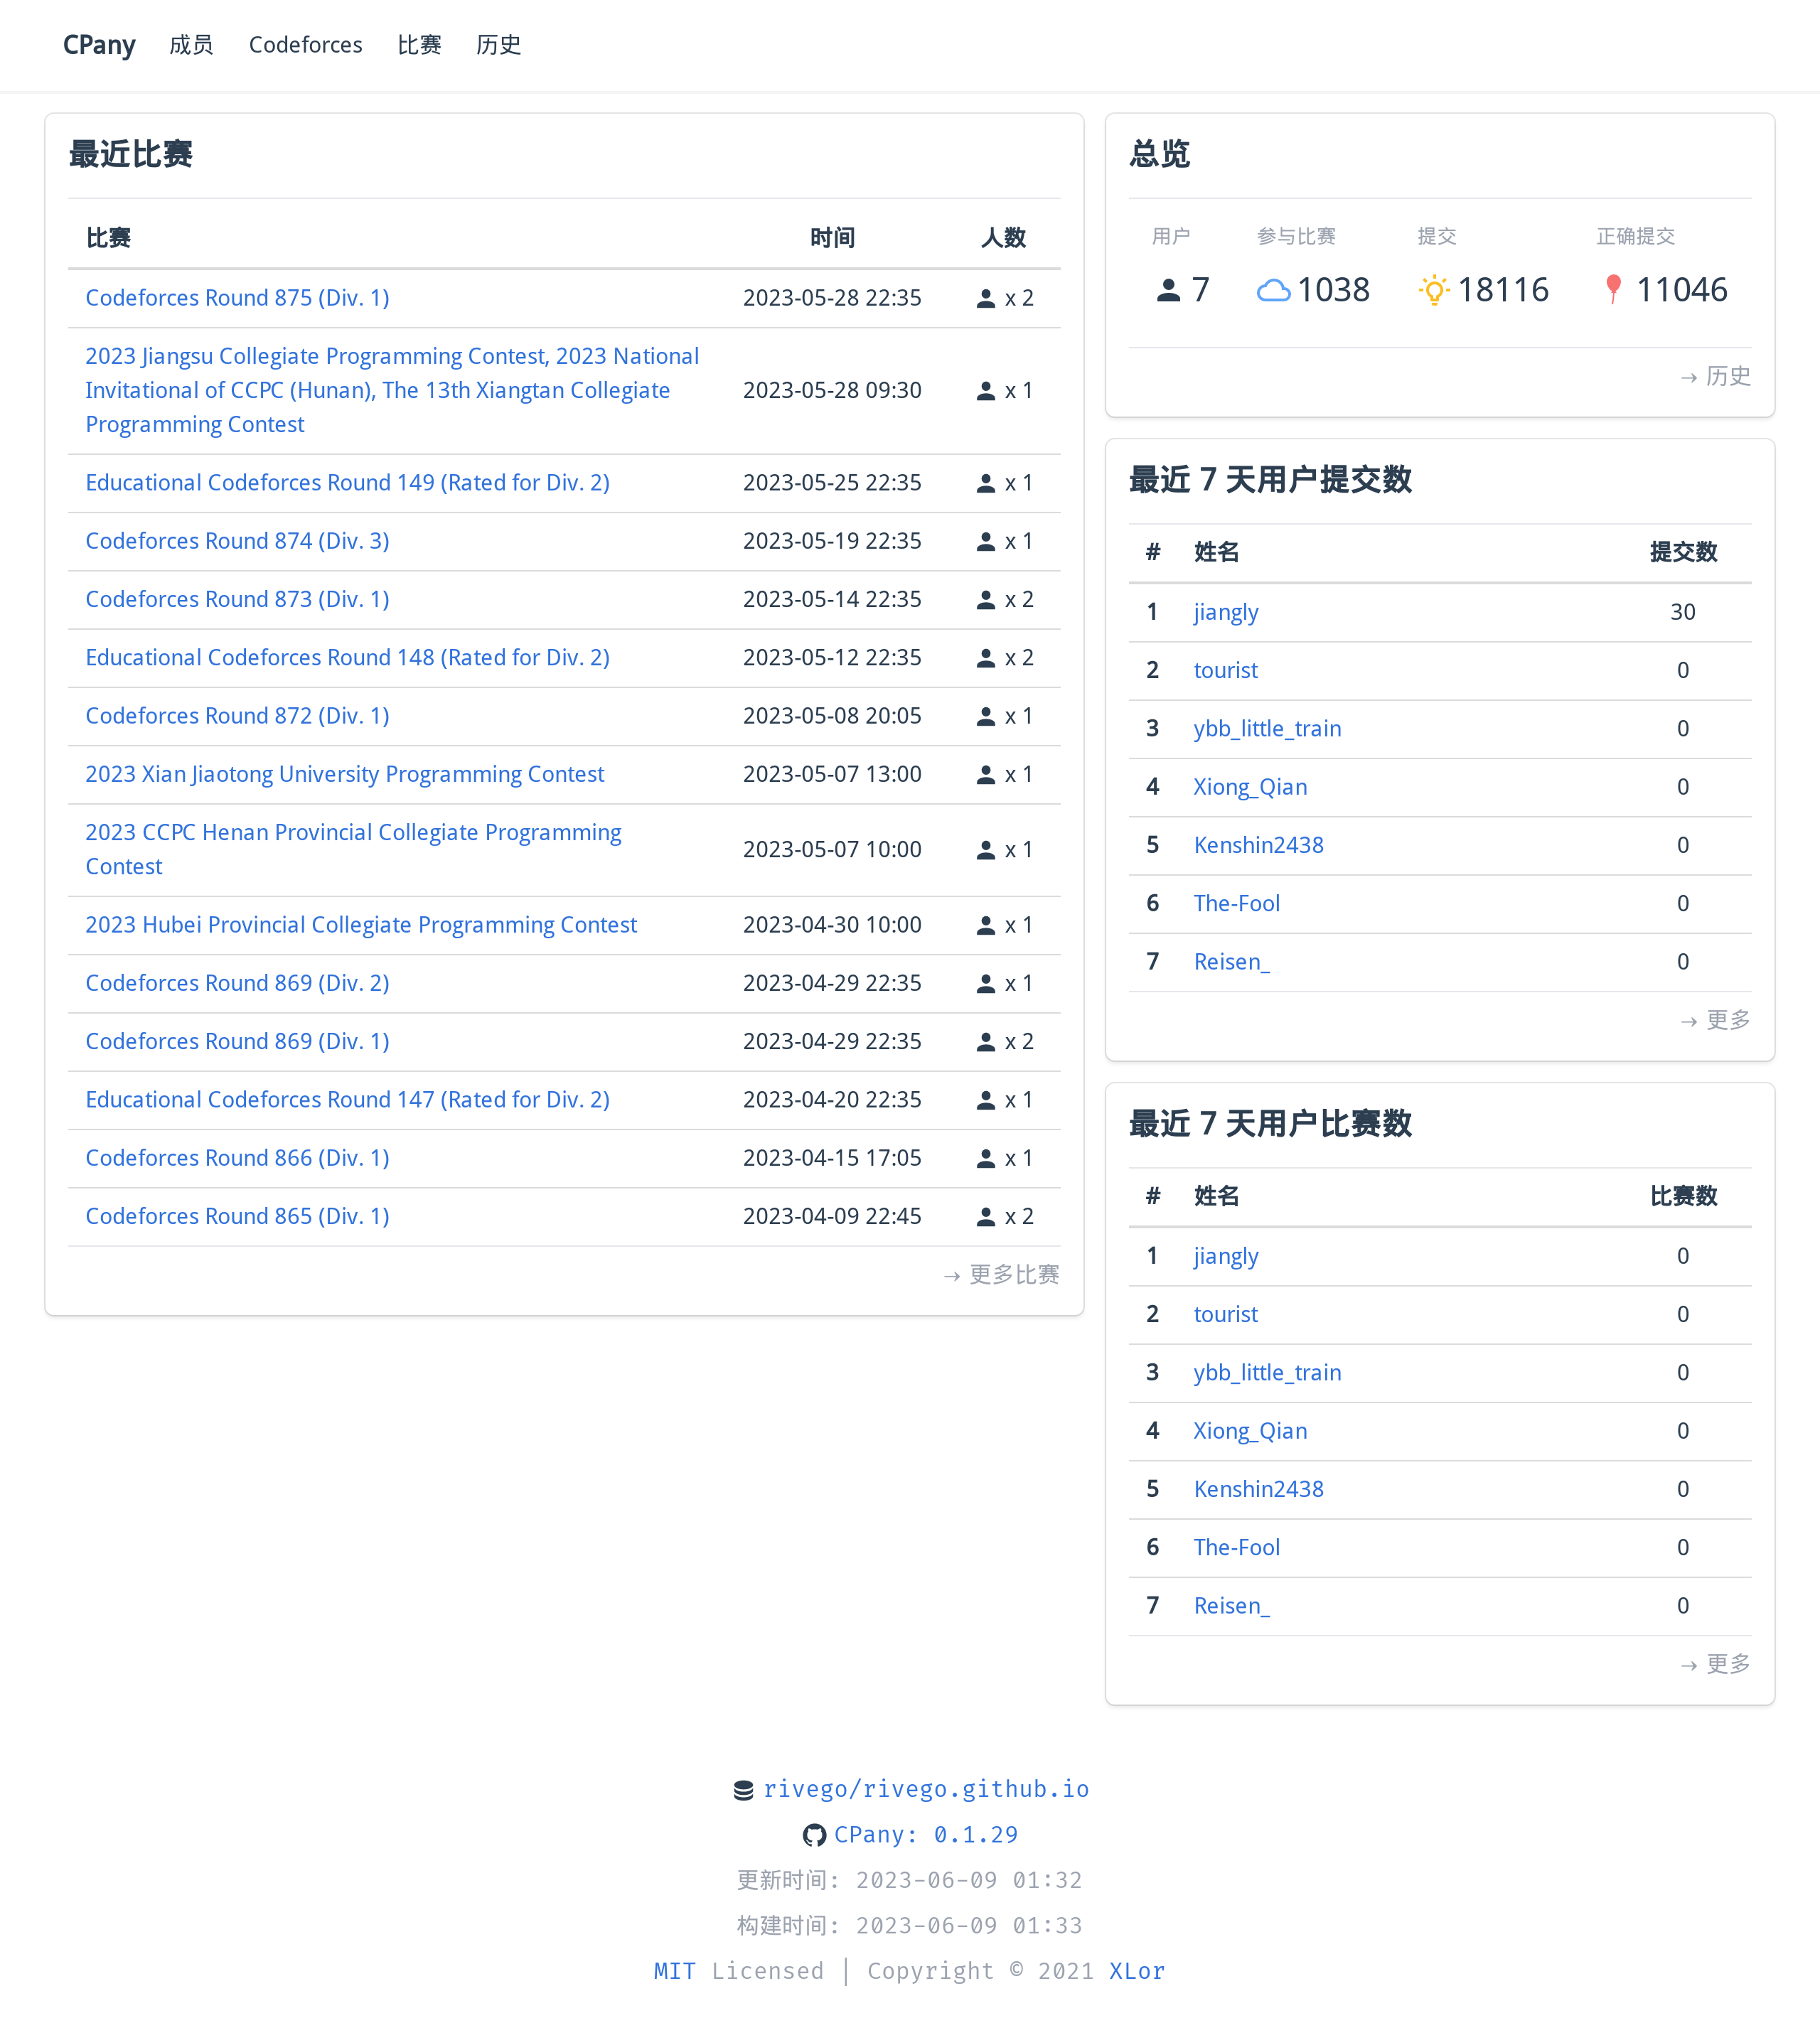 CPany 成员 Codeforces 比赛 历史
最近比赛
比赛 时间 人数
Codeforces Round 875 (Div. 1) 2023-05-28 22:35 x 2
2023 Jiangsu Collegiate Programming Contest, 2023 National
Invitational of CCPC (Hunan), The 13th Xiangtan Collegiate
Programming Contest
2023-05-28 09:30 x 1
Educational Codeforces Round 149 (Rated for Div. 2) 2023-05-25 22:35 x 1
Codeforces Round 874 (Div. 3) 2023-05-19 22:35 x 1
Codeforces Round 873 (Div. 1) 2023-05-14 22:35 x 2
Educational Codeforces Round 148 (Rated for Div. 2) 2023-05-12 22:35 x 2
Codeforces Round 872 (Div. 1) 2023-05-08 20:05 x 1
2023 Xian Jiaotong University Programming Contest 2023-05-07 13:00 x 1
2023 CCPC Henan Provincial Collegiate Programming
Contest
2023-05-07 10:00 x 1
2023 Hubei Provincial Collegiate Programming Contest 2023-04-30 10:00 x 1
Codeforces Round 869 (Div. 2) 2023-04-29 22:35 x 1
Codeforces Round 869 (Div. 1) 2023-04-29 22:35 x 2
Educational Codeforces Round 147 (Rated for Div. 2) 2023-04-20 22:35 x 1
Codeforces Round 866 (Div. 1) 2023-04-15 17:05 x 1
Codeforces Round 865 (Div. 1) 2023-04-09 22:45 x 2
→ 更多比赛
总览
用户 参与比赛 提交 正确提交
7 1038 18116 11046
→ 历史
最近 7 天用户提交数
# 姓名 提交数
1 jiangly 30
2 tourist 0
3 ybb_little_train 0
4 Xiong_Qian 0
5 Kenshin2438 0
6 The-Fool 0
7 Reisen_ 0
→ 更多
最近 7 天用户比赛数
# 姓名 比赛数
1 jiangly 0
2 tourist 0
3 ybb_little_train 0
4 Xiong_Qian 0
5 Kenshin2438 0
6 The-Fool 0
7 Reisen_ 0
→ 更多
rivego/rivego.github.io
CPany: 0.1.29
更新时间: 2023-06-09 01:32
构建时间: 2023-06-09 01:33
MIT Licensed | Copyright © 2021 XLor